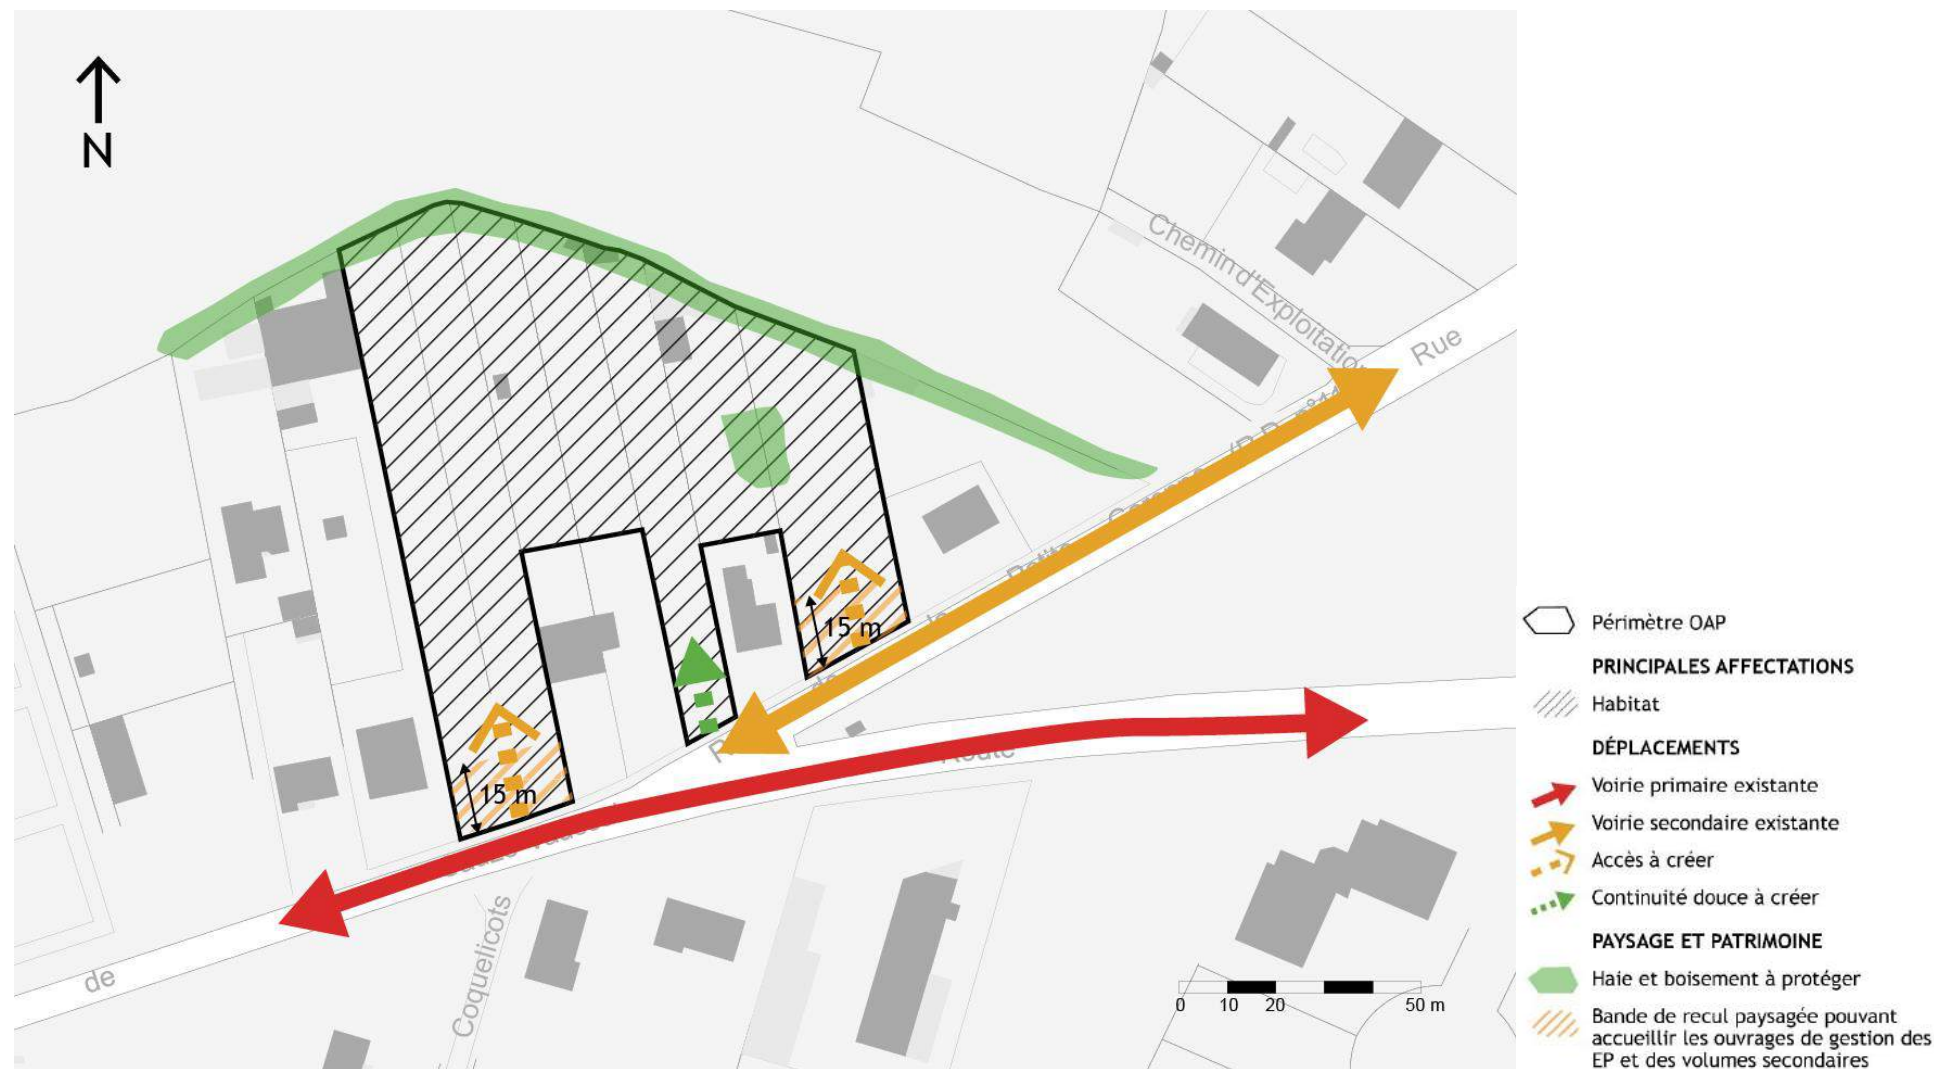 N
Chemin d'Exploitation
Rue
15 m
15 m
Route
de
Coquelicots
0 10 20 50 m
Périmètre OAP
PRINCIPALES AFFECTATIONS
Habitat
DÉPLACEMENTS
Voirie primaire existante
Voirie secondaire existante
Accès à créer
Continuité douce à créer
PAYSAGE ET PATRIMOINE
Haie et boisement à protéger
Bande de recul paysagée pouvant
accueillir les ouvrages de gestion des
EP et des volumes secondaires